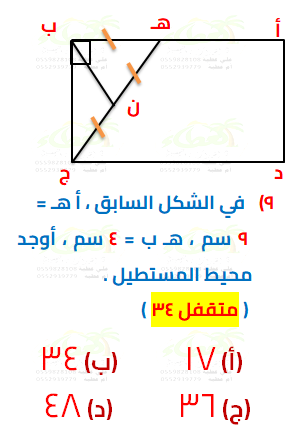 ب هـ أ
ن
ج د
٩) في الشكل السابق ، أ هـ =
٩ سم ، هـ ب = ٤ سم ، أوجد
محيط المستطيل .
( متقفل ٣٤ )
(أ) ١٧ (ب) ٣٤
(ج) ٣٦ (د) ٤٨